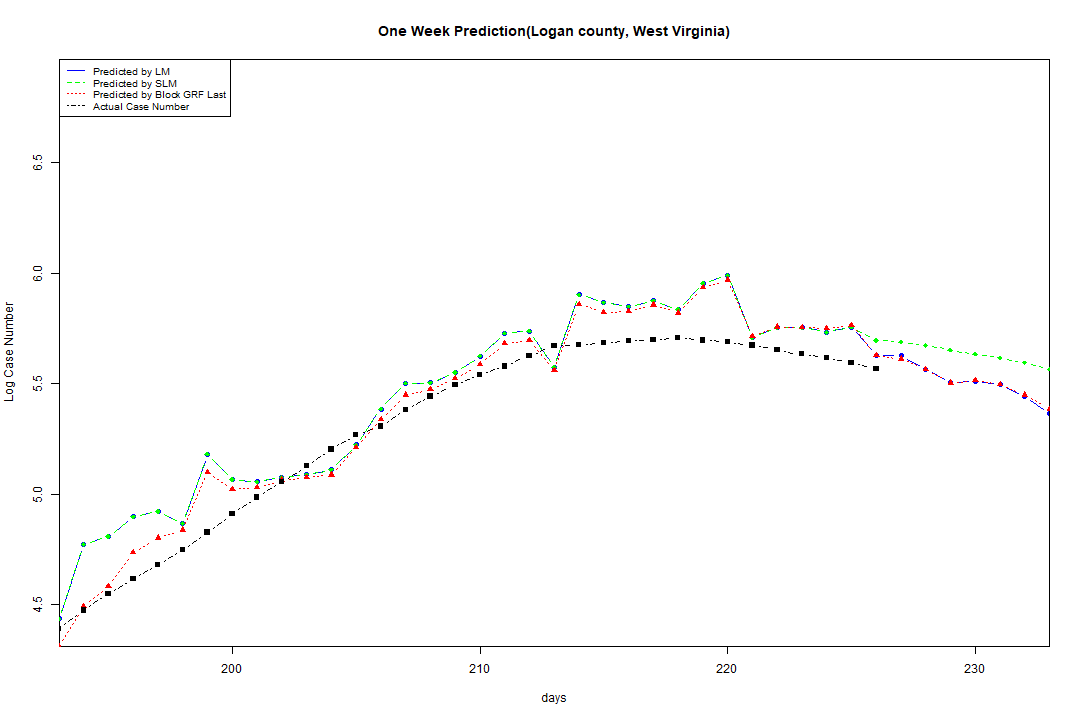 One Week Prediction(Logan county, West Virginia)
Predicted by LM
Predicted by SLM
Predicted by Block GRF Last
Actual Case Number
6.5
6.0
5.5
5.0
4.5
Log Case Number
200 210 220 230
days